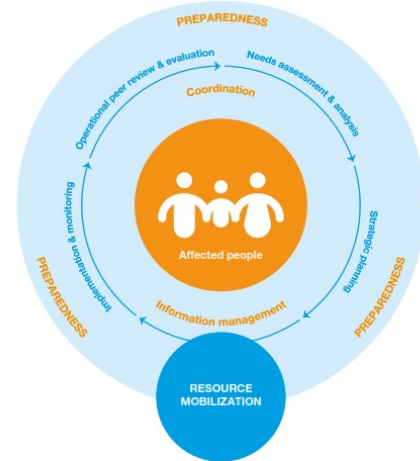 PREPAREDNESS
Operational peer review & evaluation
Needs assessment & analysis
Coordination
Affected people
Strategic planning
Implementation & monitoring
Information management
PREPAREDNESS
PREPAREDNESS
RESOURCE
MOBILIZATION